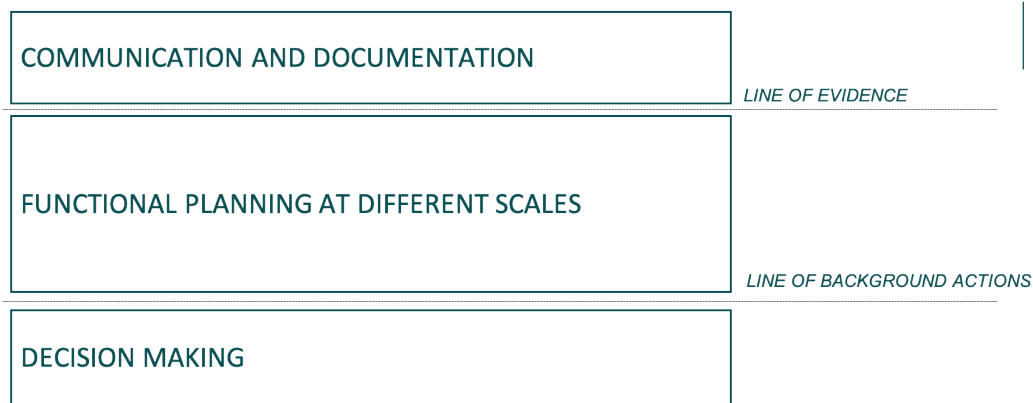 COMMUNICATION AND DOCUMENTATION
LINE OF EVIDENCE
FUNCTIONAL PLANNING AT DIFFERENT SCALES
LINE OF BACKGROUND ACTIONS
DECISION MAKING